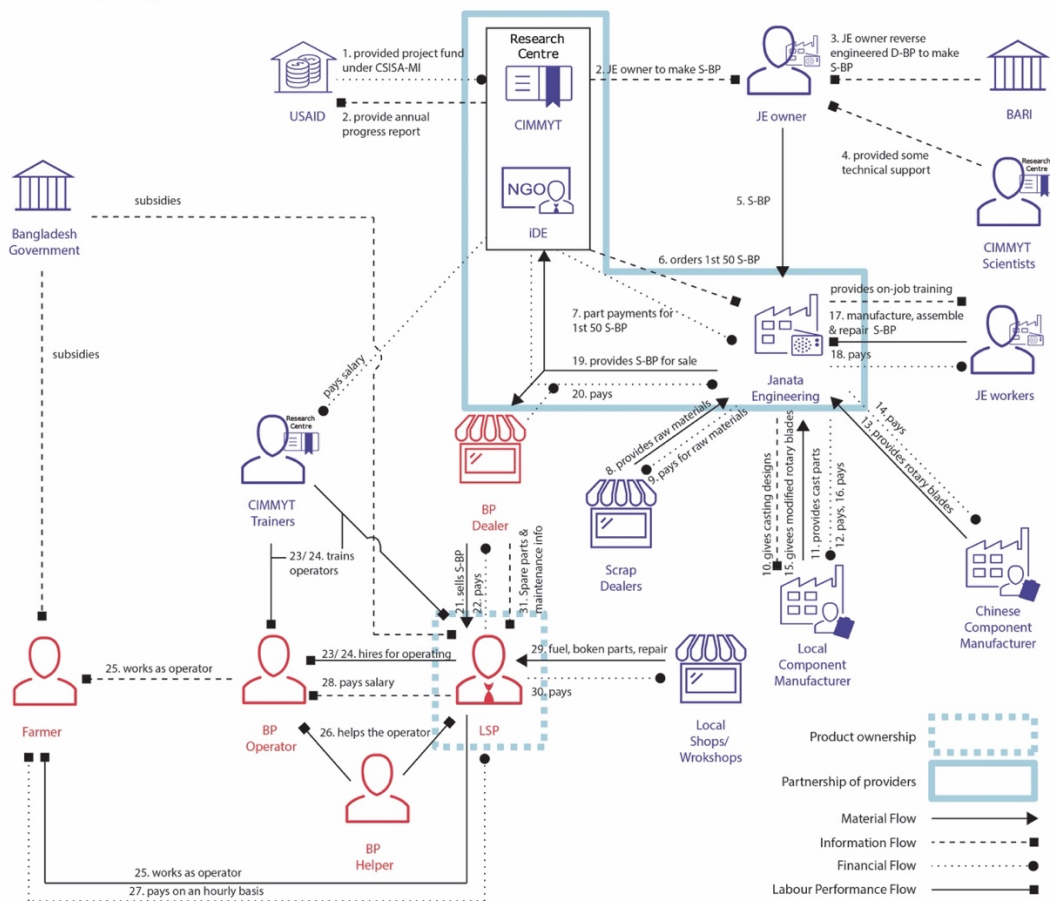 Research
Centre
CIMMYT
NGO
iDE
1. provided project fund
under CSISA-MI
USAID
2. provide annual
progress report
2. JE owner to make S-BP
JE owner
3. JE owner reverse
engineered D-BP to make
S-BP
BARI
4. provided some
technical support
Research
Centre
CIMMYT
Scientists
5. S-BP
Bangladesh
Government
subsidies
subsidies
6. orders 1st 50 S-BP
7. part payments for
1st 50 S-BP
provides on-job training
17. manufacture, assemble
& repair S-BP
18. pays
JE workers
Janata
Engineering
19. provides S-BP for sale
20. pays
pays salary
Research
Centre
CIMMYT
Trainers
BP
Dealer
8. provides raw materials
9. pays for raw materials
Scrap
Dealers
10. gives casting designs
15. givees modified rotary blades
11. provides cast parts
12. pays, 16. pays
14. pays
13. provides rotary blades
Local
Component
Manufacturer
Chinese
Component
Manufacturer
23/ 24. trains
operators
21. sells S-BP
22. pays
31. Spare parts &
maintenance info
23/ 24. hires for operating
28. pays salary
25. works as operator
29. fuel, boken parts, repair
30. pays
Farmer
BP
Operator
LSP
Local
Shops/
Wrokshops
26. helps the operator
BP
Helper
25. works as operator
27. pays on an hourly basis
Product ownership
Partnership of providers
Material Flow
Information Flow
Financial Flow
Labour Performance Flow